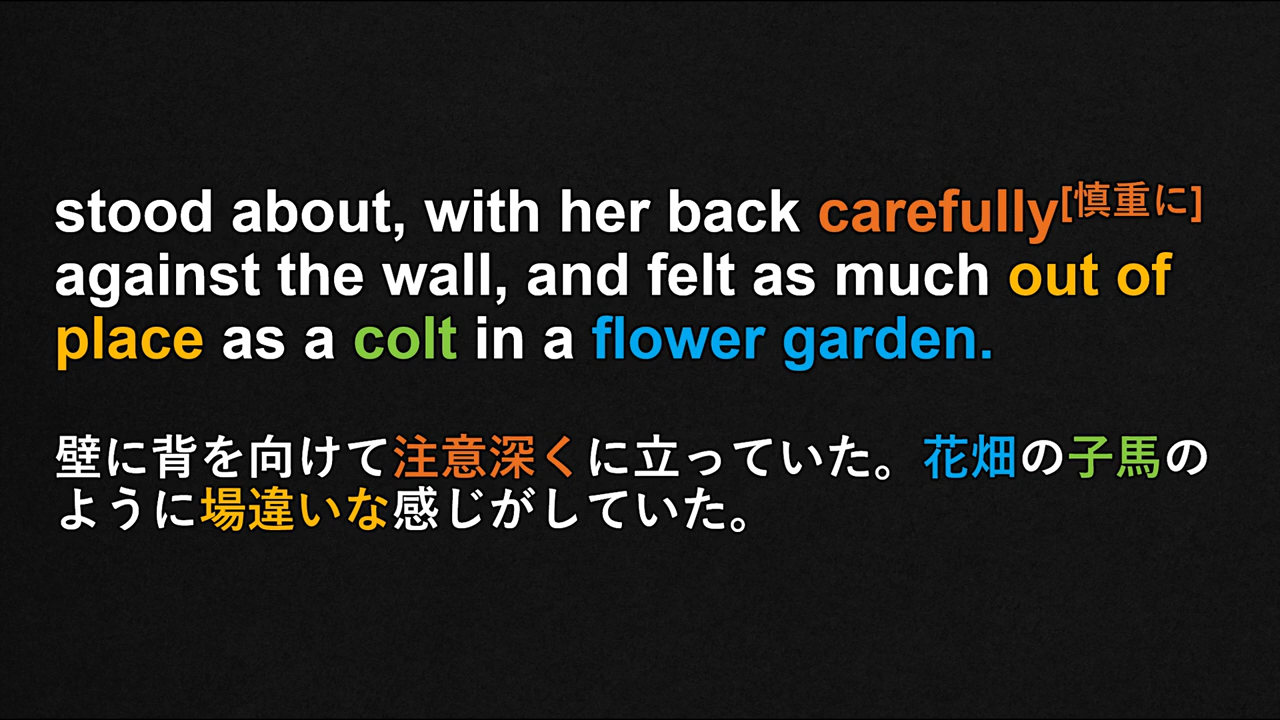 stood about, with her back carefully[慎重に]
against the wall, and felt as much out of
place as a colt in a flower garden.
壁に背を向けて注意深くに立っていた。花畑の子馬の
ように場違いな感じがしていた。